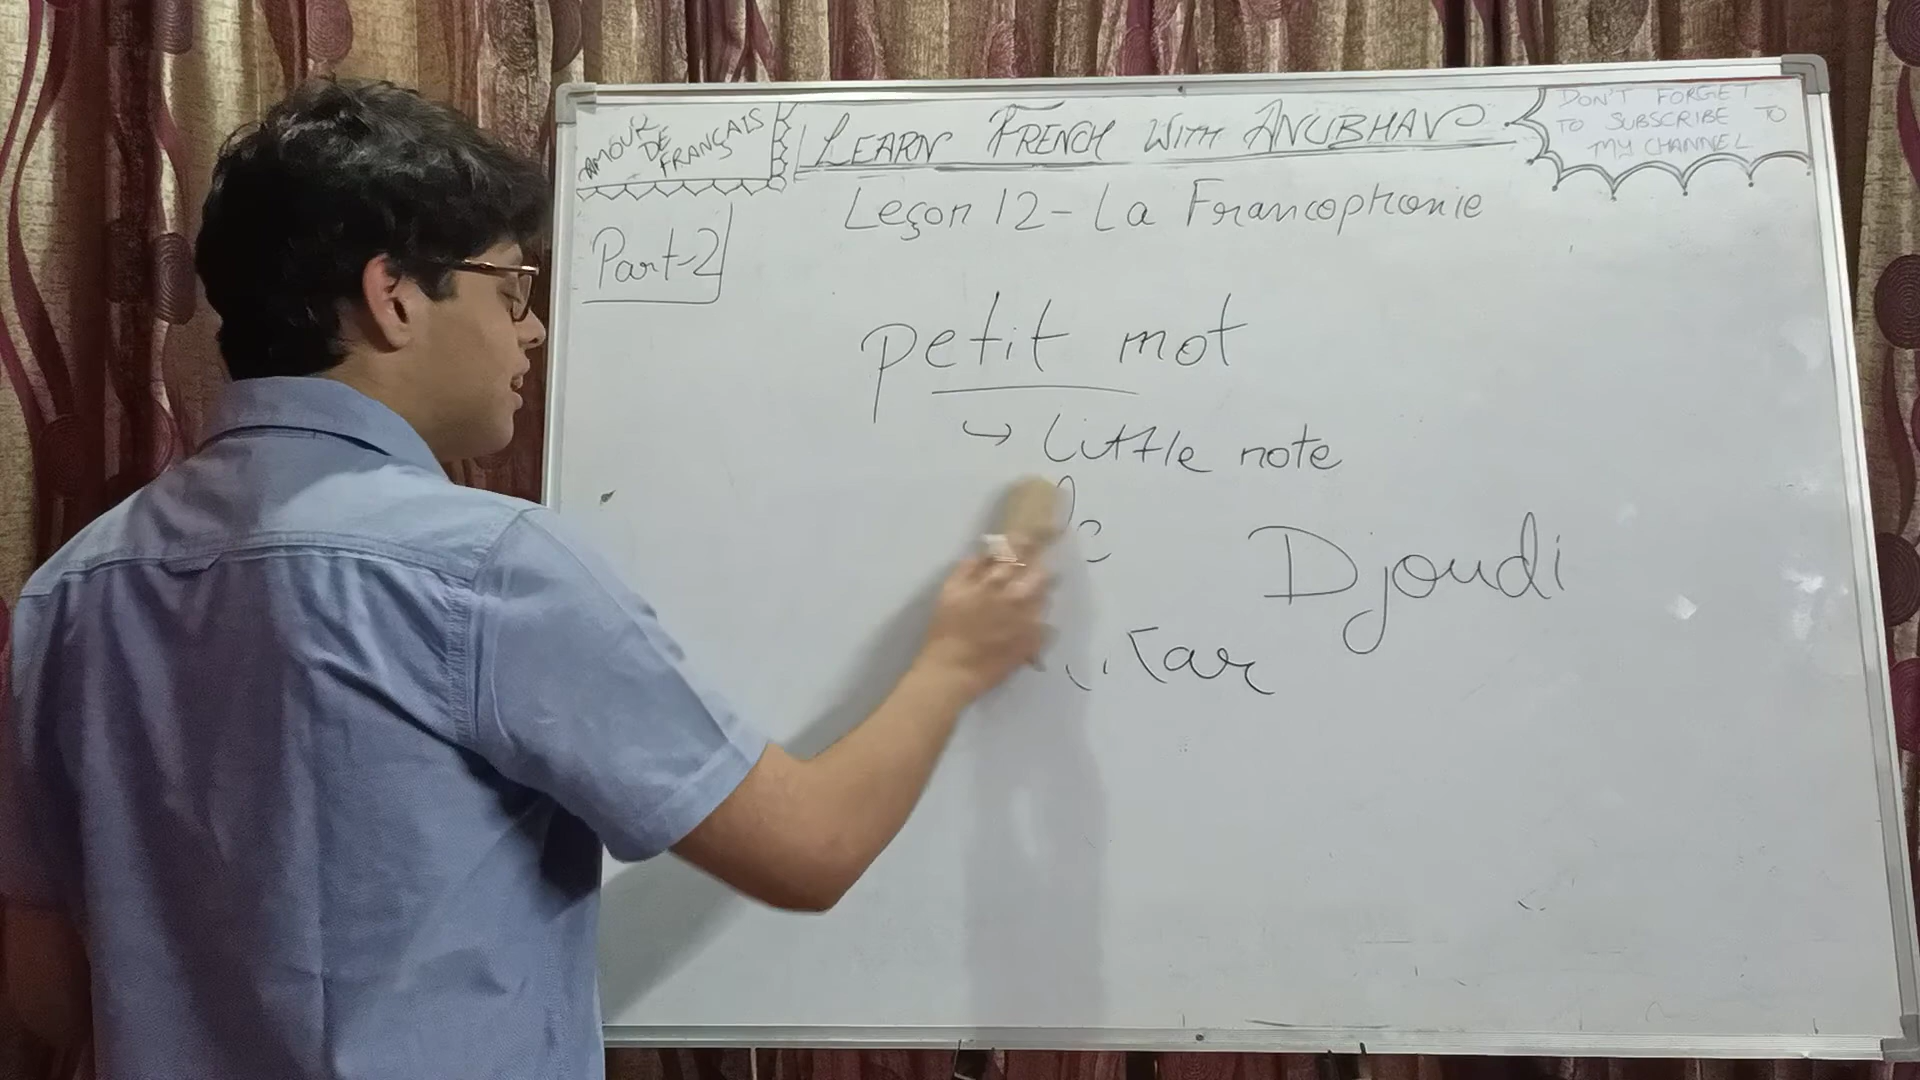 AMOUR
DE
FRANÇAIS
LEARN FRENCH WITH ANUBHAV
DON'T FORGET
TO SUBSCRIBE TO
MY CHANNEL
Leçon 12 - La Francophonie
Part-2
petit mot
→ little note
Djoudi